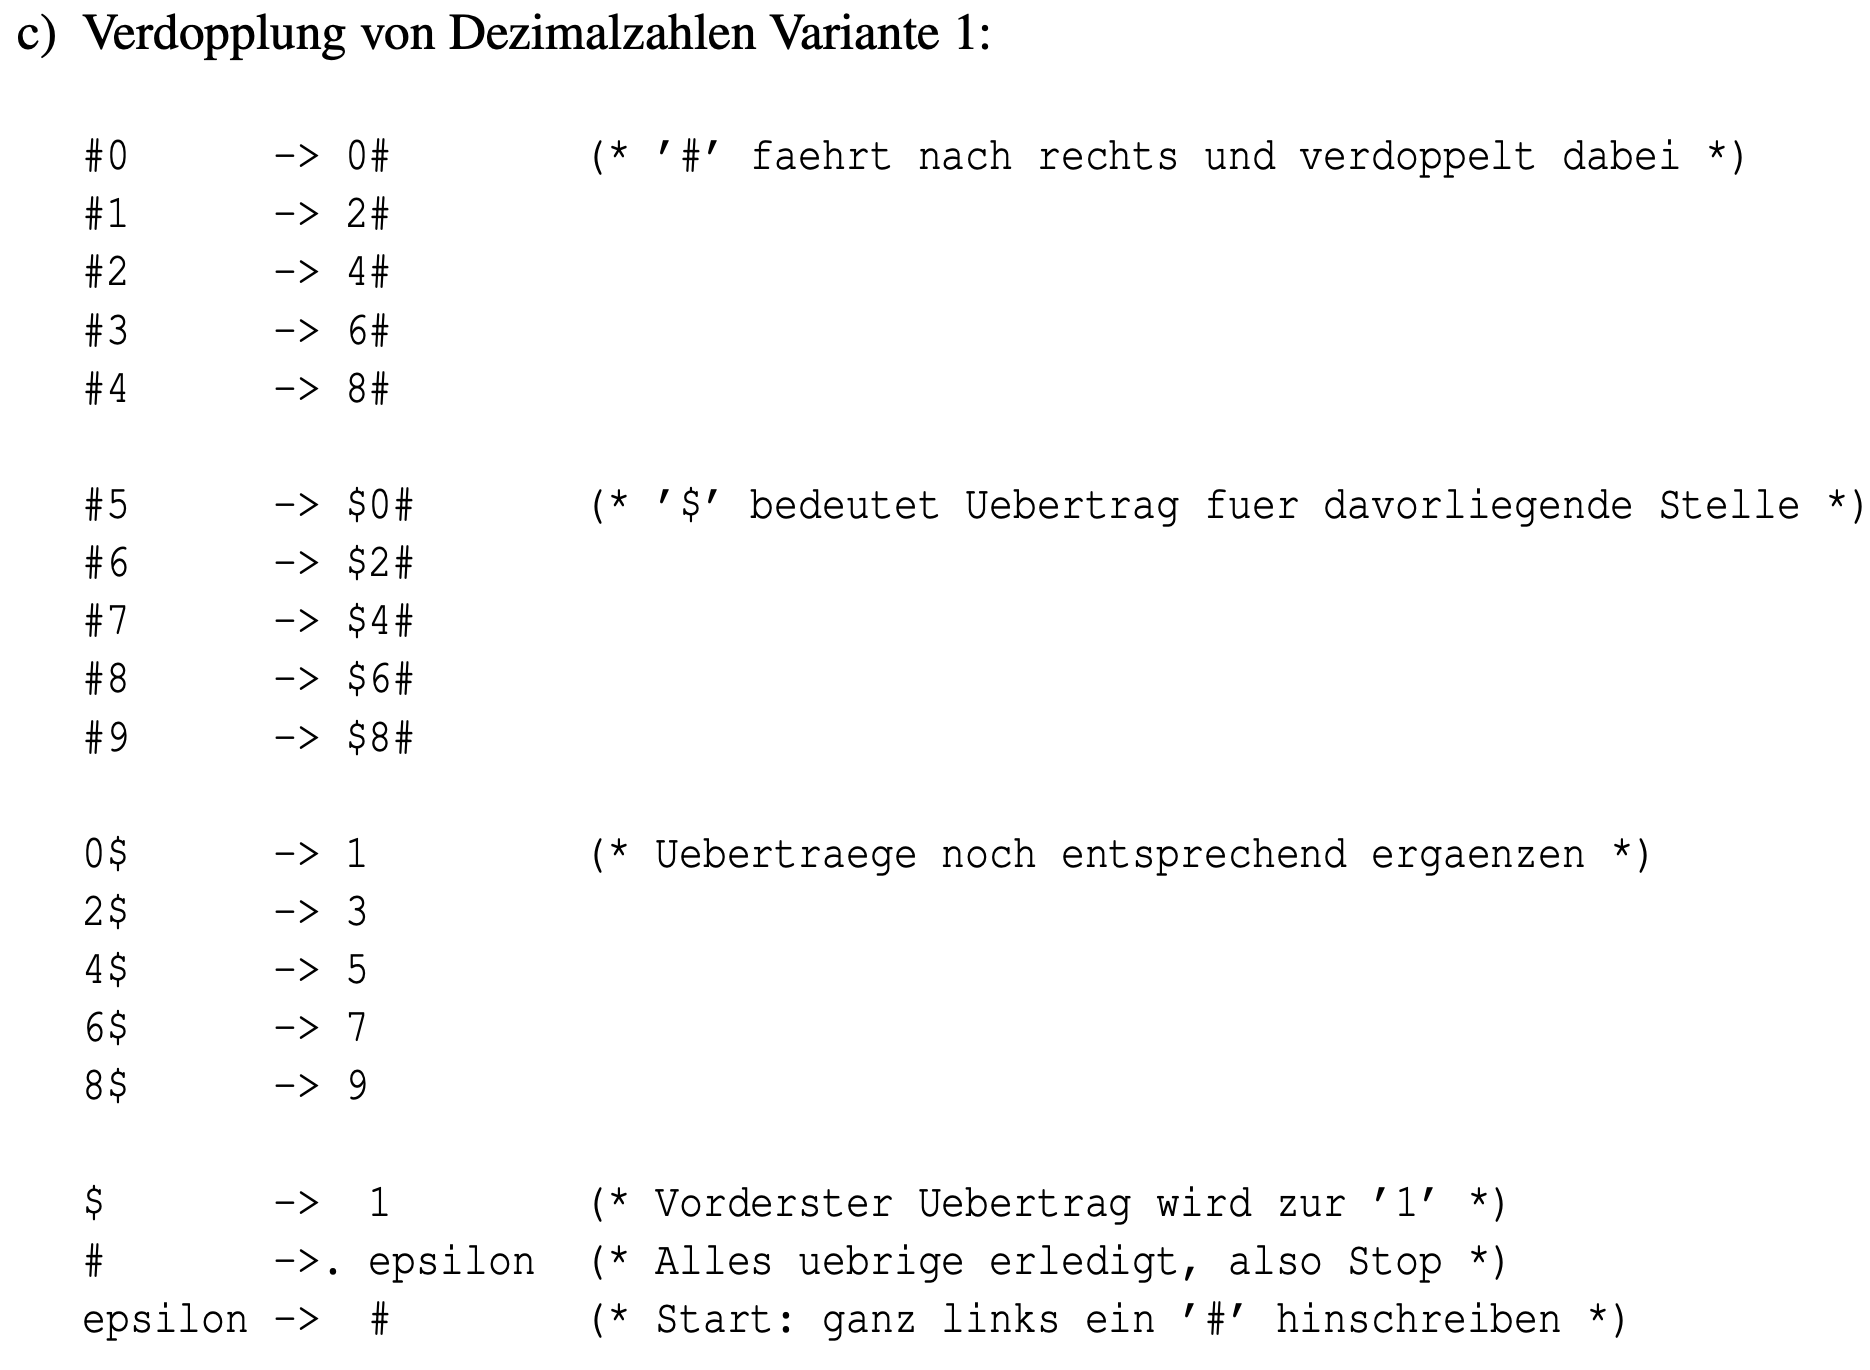 c) Verdopplung von Dezimalzahlen Variante 1:
#0 -> 0# (* '#' faehrt nach rechts und verdoppelt dabei *)
#1 -> 2#
#2 -> 4#
#3 -> 6#
#4 -> 8#
#5 -> $0# (* '$' bedeutet Uebertrag fuer davorliegende Stelle *)
#6 -> $2#
#7 -> $4#
#8 -> $6#
#9 -> $8#
0$ -> 1 (* Uebertraege noch entsprechend ergaenzen *)
2$ -> 3
4$ -> 5
6$ -> 7
8$ -> 9
$ -> 1 (* Vorderster Uebertrag wird zur '1' *)
# ->. epsilon (* Alles uebrige erledigt, also Stop *)
epsilon -> # (* Start: ganz links ein '#' hinschreiben *)